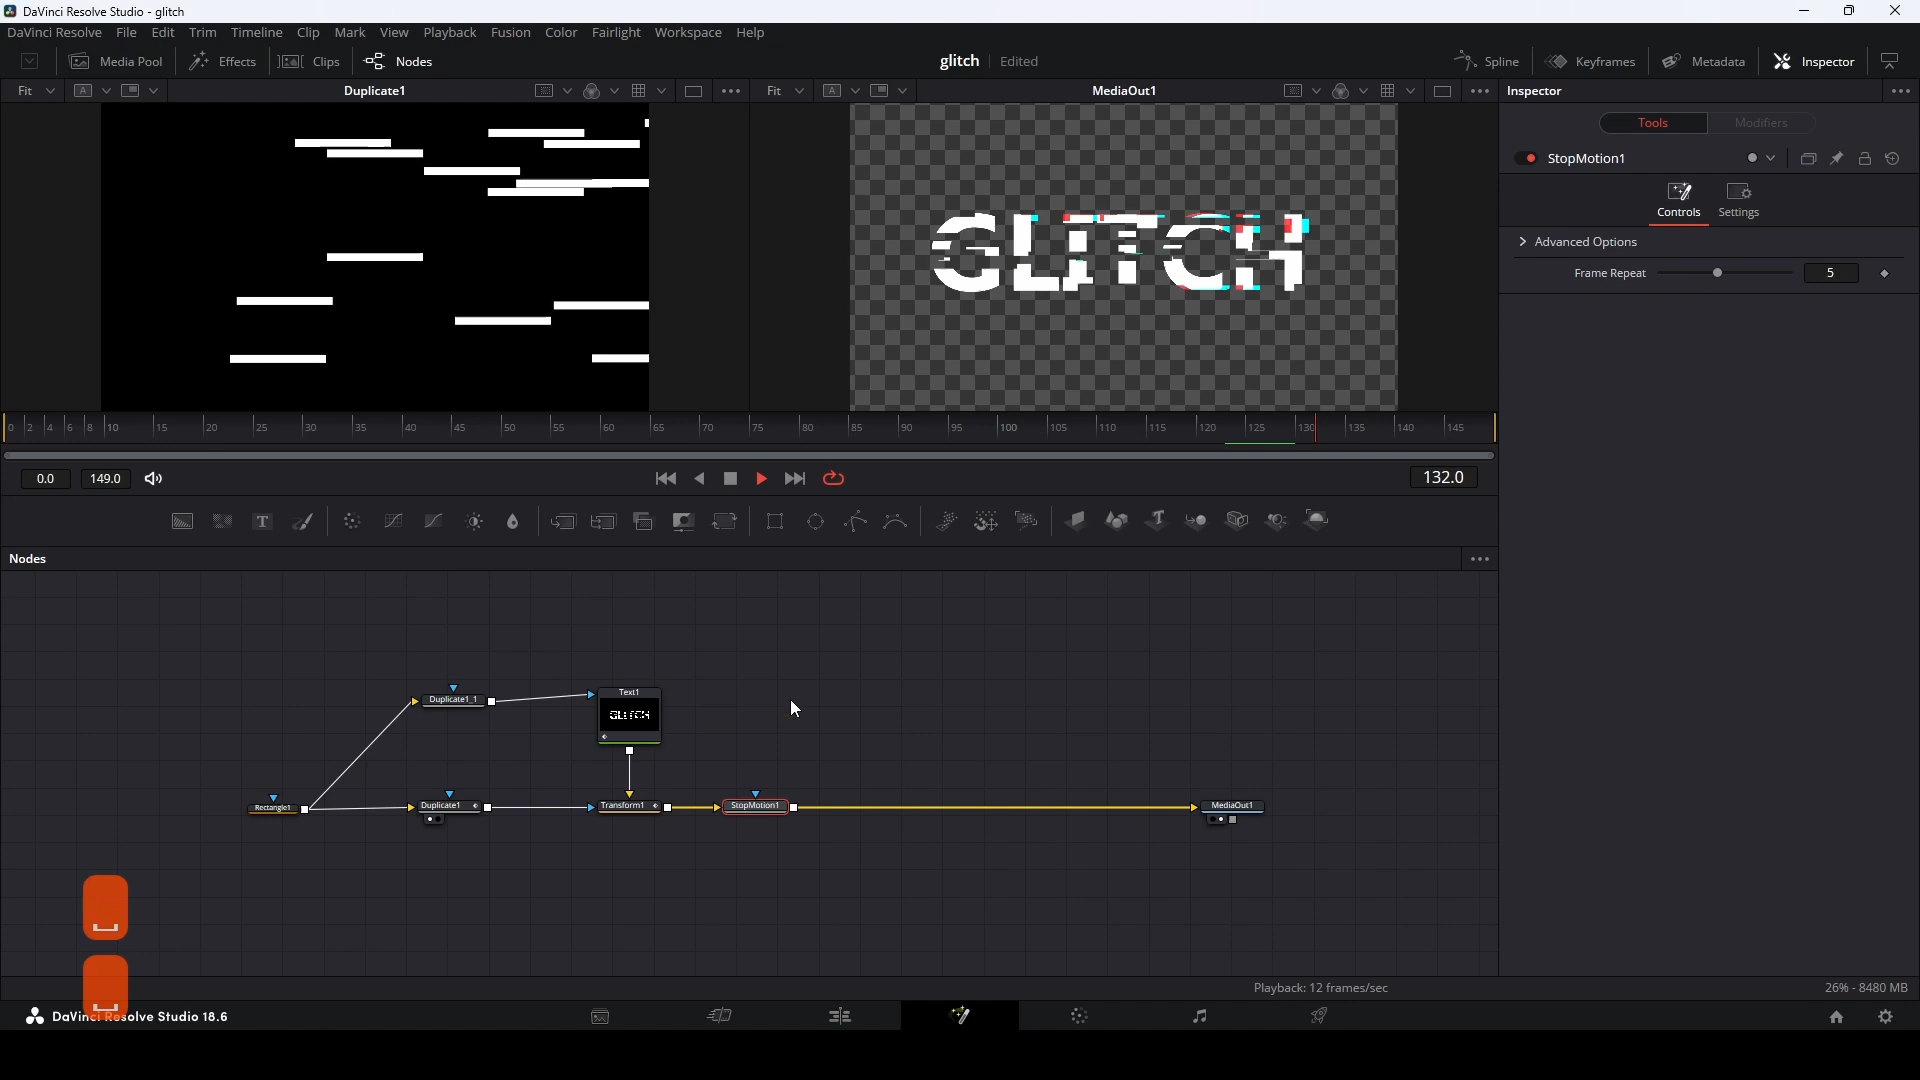 DaVinci Resolve Studio - glitch
DaVinci Resolve File Edit Trim Timeline Clip Mark View Playback Fusion Color Fairlight Workspace Help
Media Pool Effects Clips Nodes glitch Edited Spline Keyframes Metadata Inspector
Fit A Duplicate1 Fit A MediaOut1 Inspector
Tools Modifiers
StopMotion1
Controls Settings
Advanced Options
Frame Repeat 5
GLITCH
0 2 4 6 8 10 15 20 25 30 35 40 45 50 55 60 65 70 75 80 85 90 95 100 105 110 115 120 125 130 135 140 145
0.0 149.0 132.0
T T
Nodes
Text1
Duplicate1_1
GLITCH
Rectangle1 Duplicate1 Transform1 StopMotion1 MediaOut1
Playback: 12 frames/sec 26% - 8480 MB
DaVinci Resolve Studio 18.6